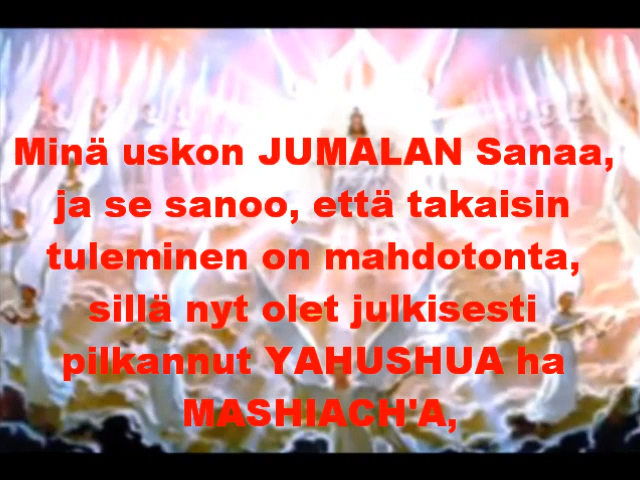 Minä uskon JUMALAN Sanaa,
ja se sanoo, että takaisin
tuleminen on mahdotonta,
sillä nyt olet julkisesti
pilkannut YAHUSHUA ha
MASHIACH'A,